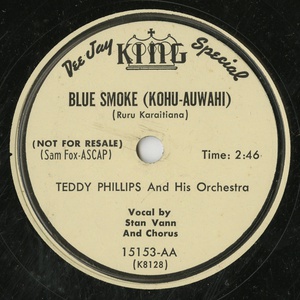 Dee Jay KING Special
BLUE SMOKE (KOHU-AUWAHI)
(Ruru Karaitiana)
(NOT FOR RESALE)
(Sam Fox-ASCAP) Time: 2:46
TEDDY PHILLIPS And His Orchestra
Vocal by
Stan Vann
And Chorus
15153-AA
(K8128)